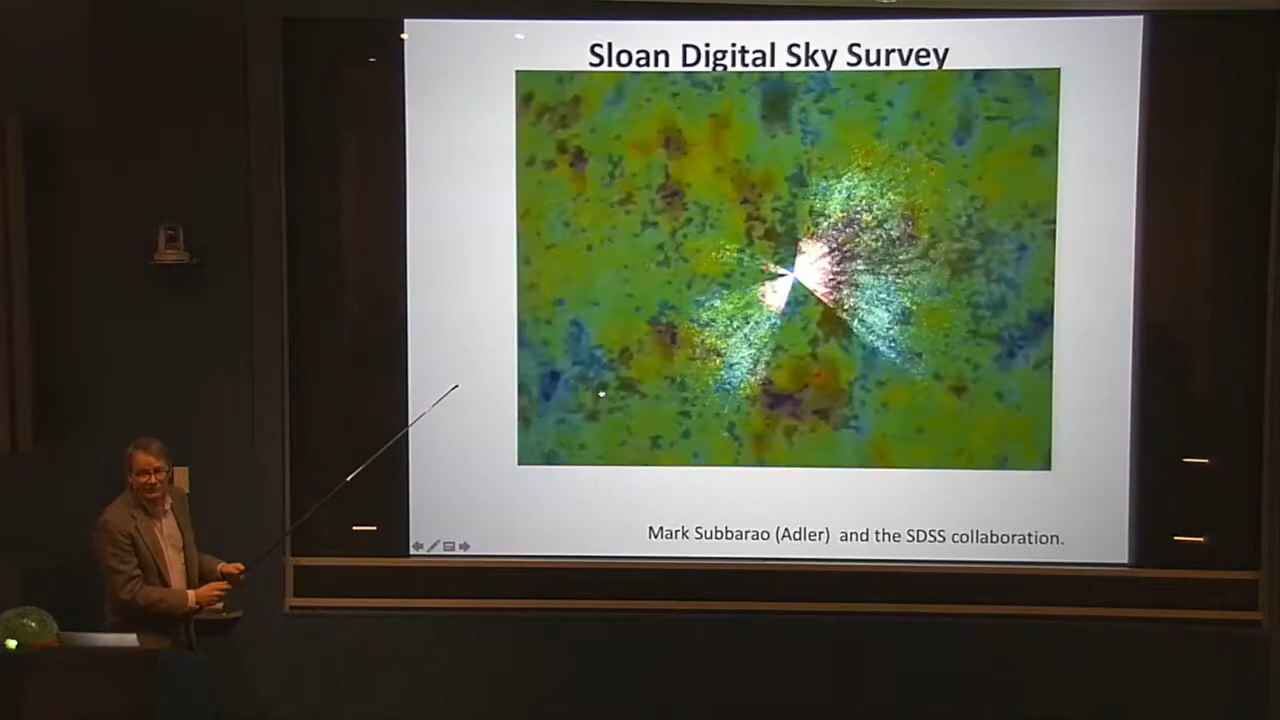 Sloan Digital Sky Survey
Mark Subbarao (Adler) and the SDSS collaboration.